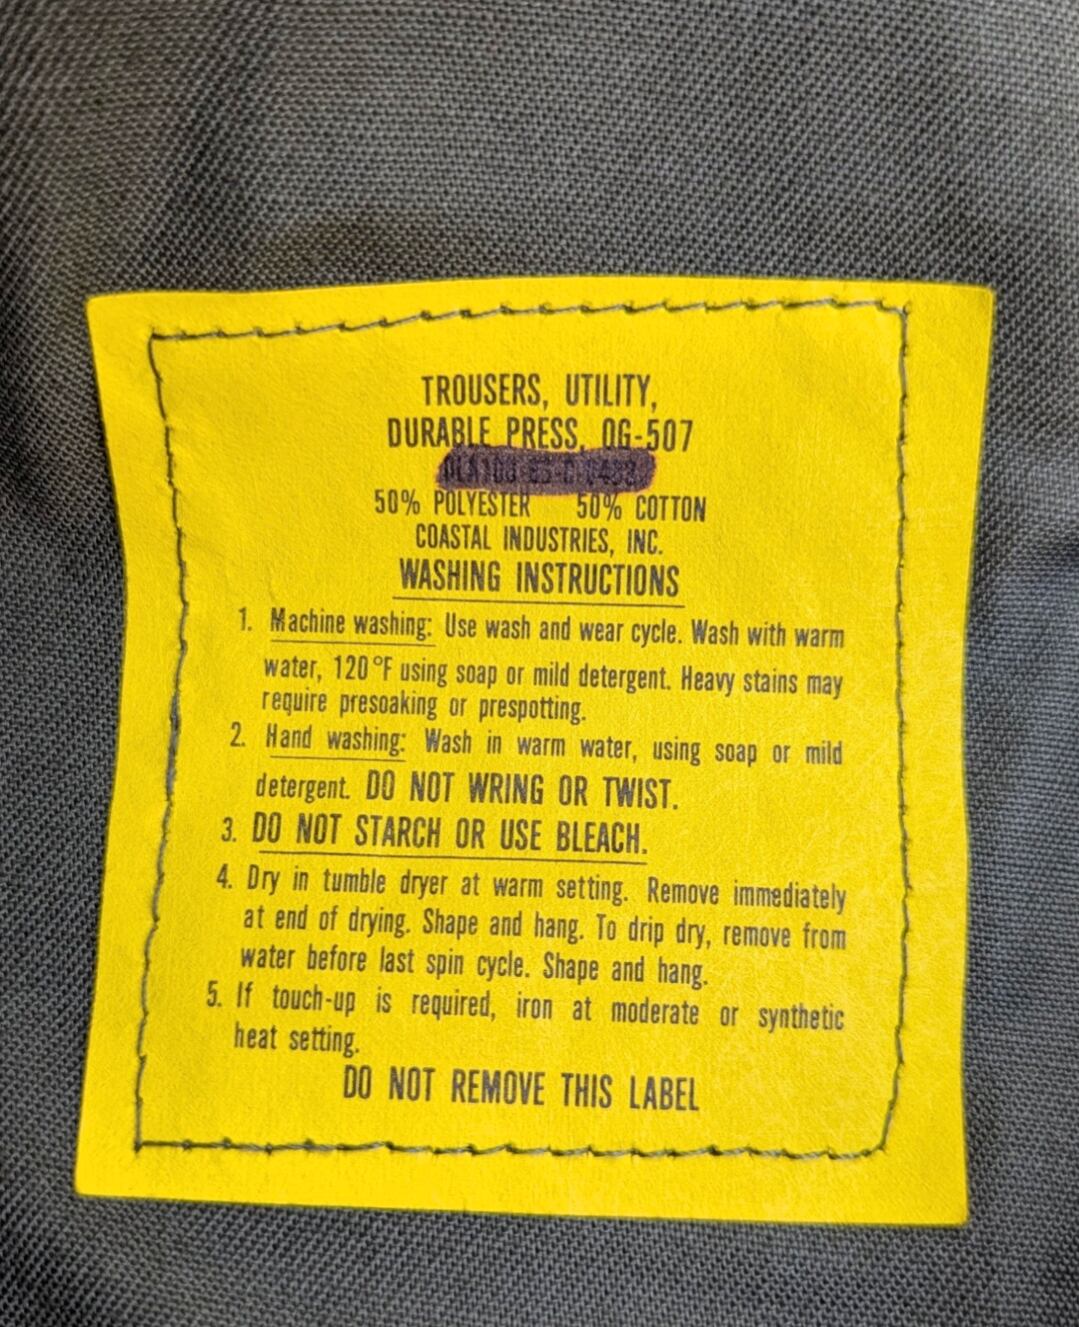 TROUSERS, UTILITY,
DURABLE PRESS, OG-507
50% POLYESTER 50% COTTON
COASTAL INDUSTRIES, INC.
WASHING INSTRUCTIONS
1. Machine washing: Use wash and wear cycle. Wash with warm
water, 120°F using soap or mild detergent. Heavy stains may
require presoaking or prespotting.
2. Hand washing: Wash in warm water, using soap or mild
detergent. DO NOT WRING OR TWIST.
3. DO NOT STARCH OR USE BLEACH.
4. Dry in tumble dryer at warm setting. Remove immediately
at end of drying. Shape and hang. To drip dry, remove from
water before last spin cycle. Shape and hang.
5. If touch-up is required, iron at moderate or synthetic
heat setting.
DO NOT REMOVE THIS LABEL